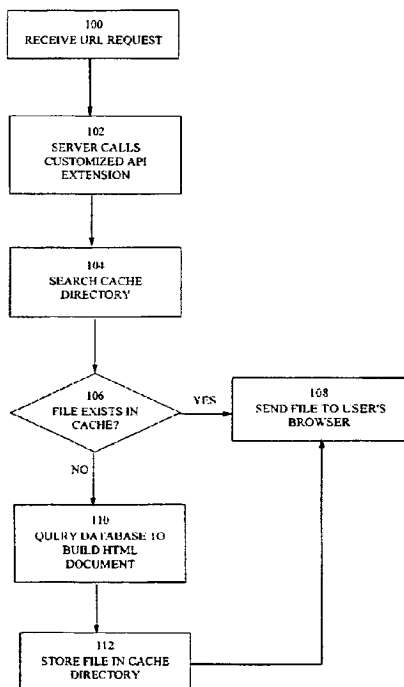 100
RECEIVE URL REQUEST
102
SERVER CALLS
CUSTOMIZED API
EXTENSION
104
SEARCH CACHE
DIRECTORY
106
FILE EXISTS IN
CACHE?
YES
108
SEND FILE TO USER'S
BROWSER
NO
110
QUERY DATABASE TO
BUILD HTML
DOCUMENT
112
STORE FILE IN CACHE
DIRECTORY